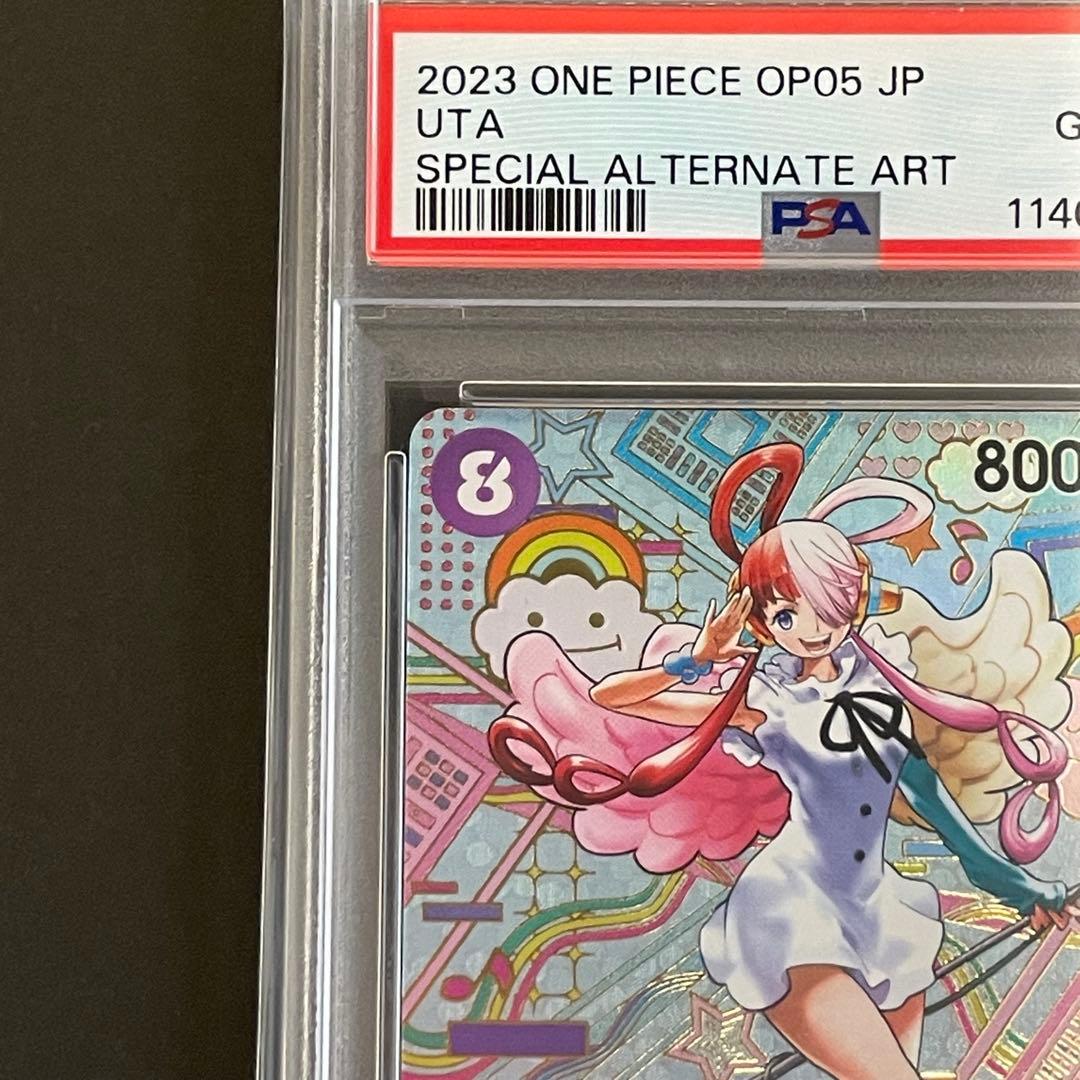 2023 ONE PIECE OP05 JP
UTA
SPECIAL ALTERNATE ART
PSA
8